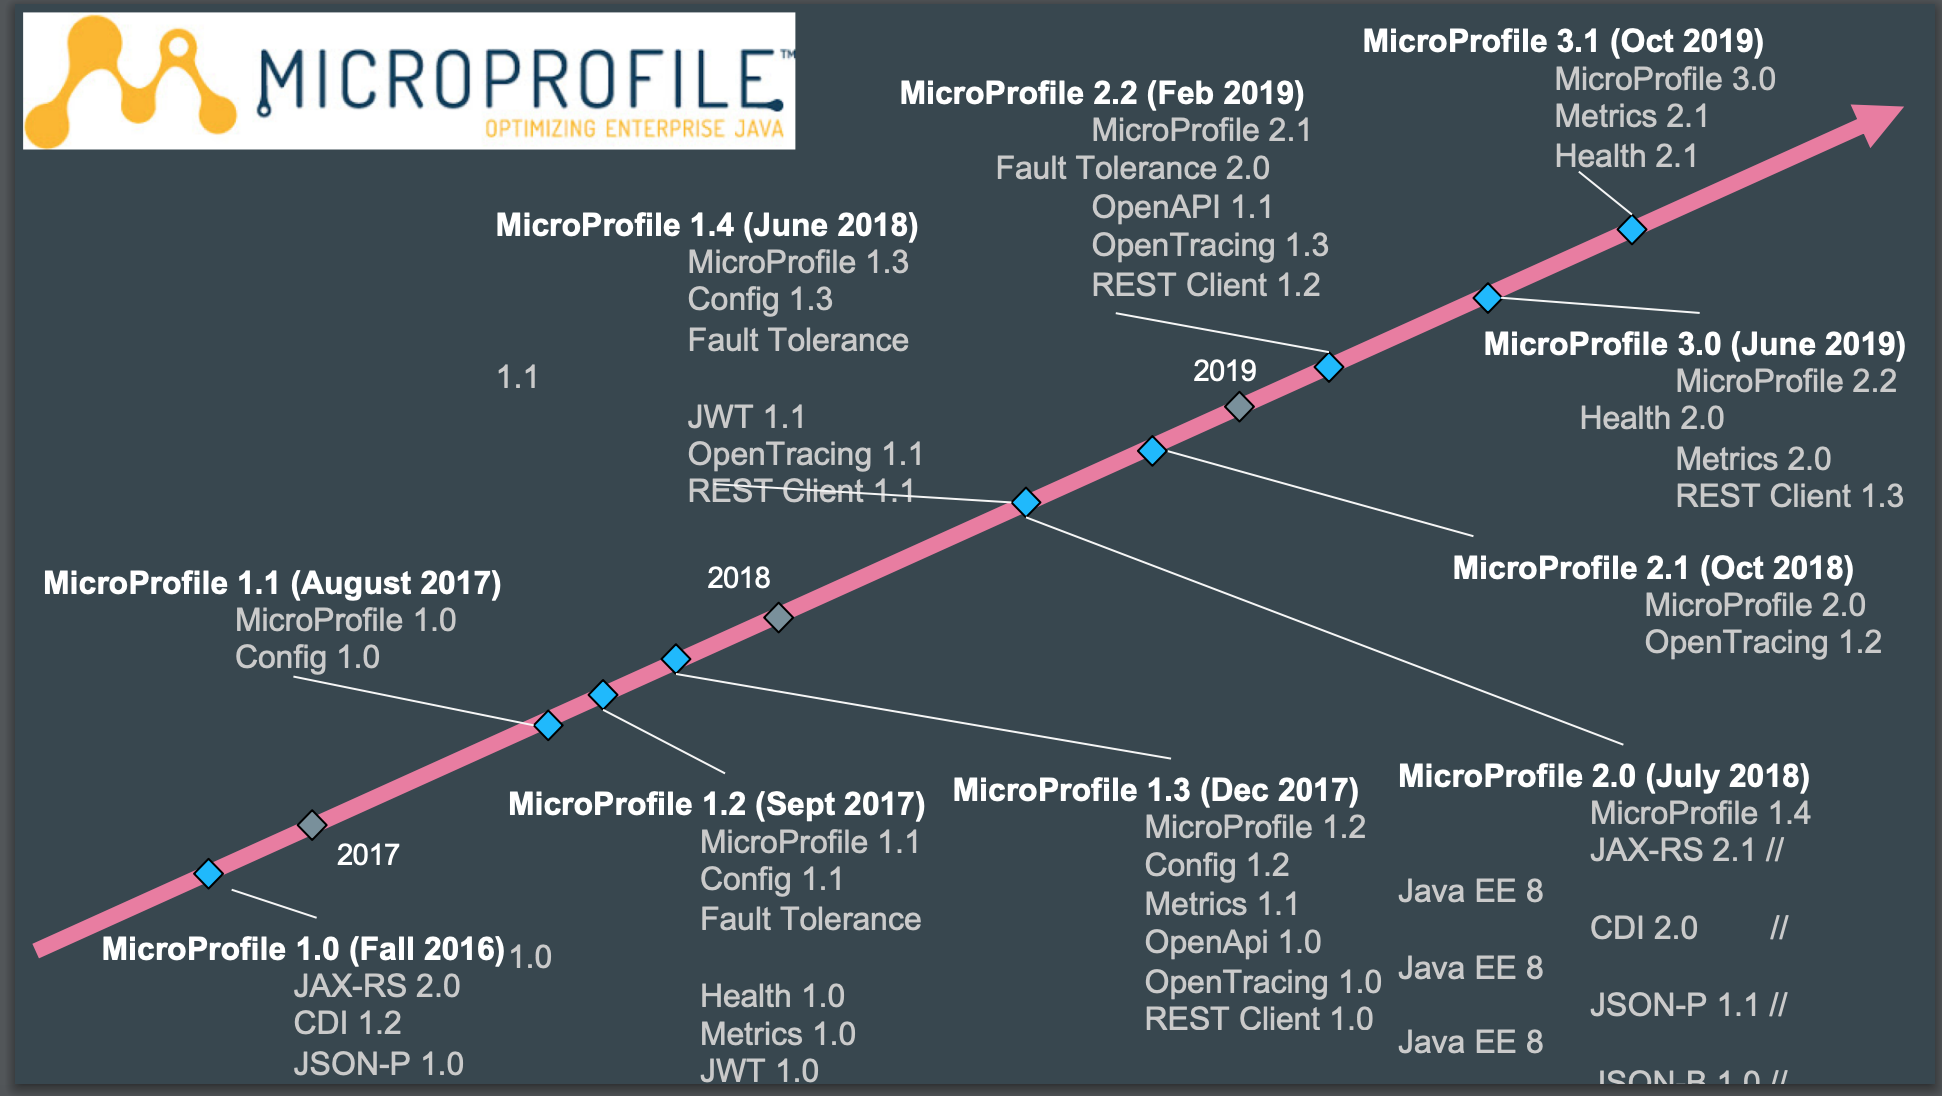 MICROPROFILE™
OPTIMIZING ENTERPRISE JAVA
MicroProfile 3.1 (Oct 2019)
MicroProfile 3.0
Metrics 2.1
Health 2.1
MicroProfile 2.2 (Feb 2019)
MicroProfile 2.1
Fault Tolerance 2.0
OpenAPI 1.1
OpenTracing 1.3
REST Client 1.2
MicroProfile 1.4 (June 2018)
MicroProfile 1.3
Config 1.3
Fault Tolerance
1.1
JWT 1.1
OpenTracing 1.1
REST Client 1.1
2019
MicroProfile 3.0 (June 2019)
MicroProfile 2.2
Health 2.0
Metrics 2.0
REST Client 1.3
MicroProfile 2.1 (Oct 2018)
MicroProfile 2.0
OpenTracing 1.2
2018
MicroProfile 1.1 (August 2017)
MicroProfile 1.0
Config 1.0
2017
MicroProfile 1.0 (Fall 2016)
JAX-RS 2.0
CDI 1.2
JSON-P 1.0
MicroProfile 1.2 (Sept 2017)
MicroProfile 1.1
Config 1.1
Fault Tolerance
1.0
Health 1.0
Metrics 1.0
JWT 1.0
MicroProfile 1.3 (Dec 2017)
MicroProfile 1.2
Config 1.2
Metrics 1.1
OpenApi 1.0
OpenTracing 1.0
REST Client 1.0
MicroProfile 2.0 (July 2018)
MicroProfile 1.4
JAX-RS 2.1 //
Java EE 8
CDI 2.0 //
Java EE 8
JSON-P 1.1 //
Java EE 8
JSON-B 1.0 //